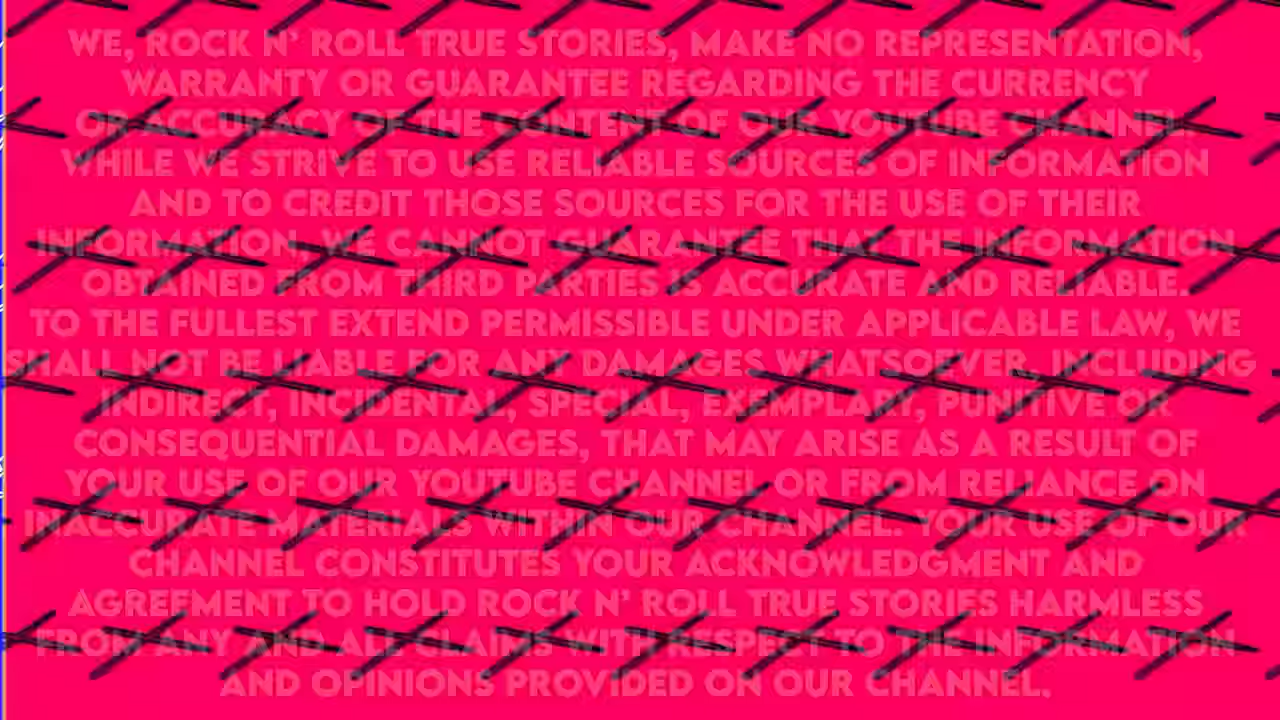 WE, ROCK N' ROLL TRUE STORIES, MAKE NO REPRESENTATION,
WARRANTY OR GUARANTEE REGARDING THE CURRENCY
OR ACCURACY OF THE CONTENT OF OUR YOUTUBE CHANNEL.
WHILE WE STRIVE TO USE RELIABLE SOURCES OF INFORMATION
AND TO CREDIT THOSE SOURCES FOR THE USE OF THEIR
INFORMATION, WE CANNOT GUARANTEE THAT THE INFORMATION
OBTAINED FROM THIRD PARTIES IS ACCURATE AND RELIABLE.
TO THE FULLEST EXTEND PERMISSIBLE UNDER APPLICABLE LAW, WE
SHALL NOT BE LIABLE FOR ANY DAMAGES WHATSOEVER, INCLUDING
INDIRECT, INCIDENTAL, SPECIAL, EXEMPLARY, PUNITIVE OR
CONSEQUENTIAL DAMAGES, THAT MAY ARISE AS A RESULT OF
YOUR USE OF OUR YOUTUBE CHANNEL OR FROM RELIANCE ON
INACCURATE MATERIALS WITHIN OUR CHANNEL. YOUR USE OF OUR
CHANNEL CONSTITUTES YOUR ACKNOWLEDGMENT AND
AGREEMENT TO HOLD ROCK N' ROLL TRUE STORIES HARMLESS
FROM ANY AND ALL CLAIMS WITH RESPECT TO THE INFORMATION
AND OPINIONS PROVIDED ON OUR CHANNEL.